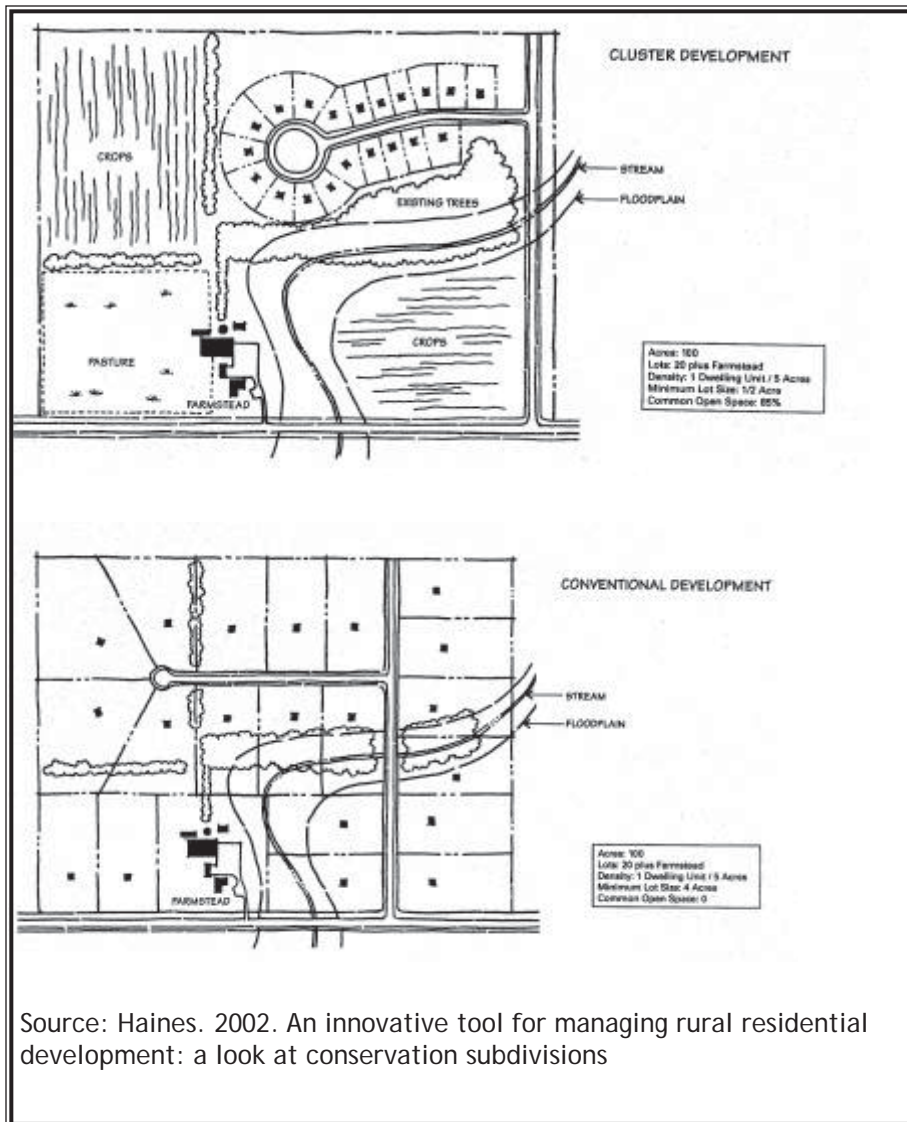 CLUSTER DEVELOPMENT
CROPS
STREAM
EXISTING TREES
FLOODPLAIN
CROPS
PASTURE
FARMSTEAD
Acres: 100
Lots: 20 plus Farmstead
Density: 1 Dwelling Unit / 5 Acres
Minimum Lot Size: 1/2 Acre
Common Open Space: 85%
CONVENTIONAL DEVELOPMENT
STREAM
FLOODPLAIN
FARMSTEAD
Acres: 100
Lots: 20 plus Farmstead
Density: 1 Dwelling Unit / 5 Acres
Minimum Lot Size: 4 Acres
Common Open Space: 0
Source: Haines. 2002. An innovative tool for managing rural residential
development: a look at conservation subdivisions